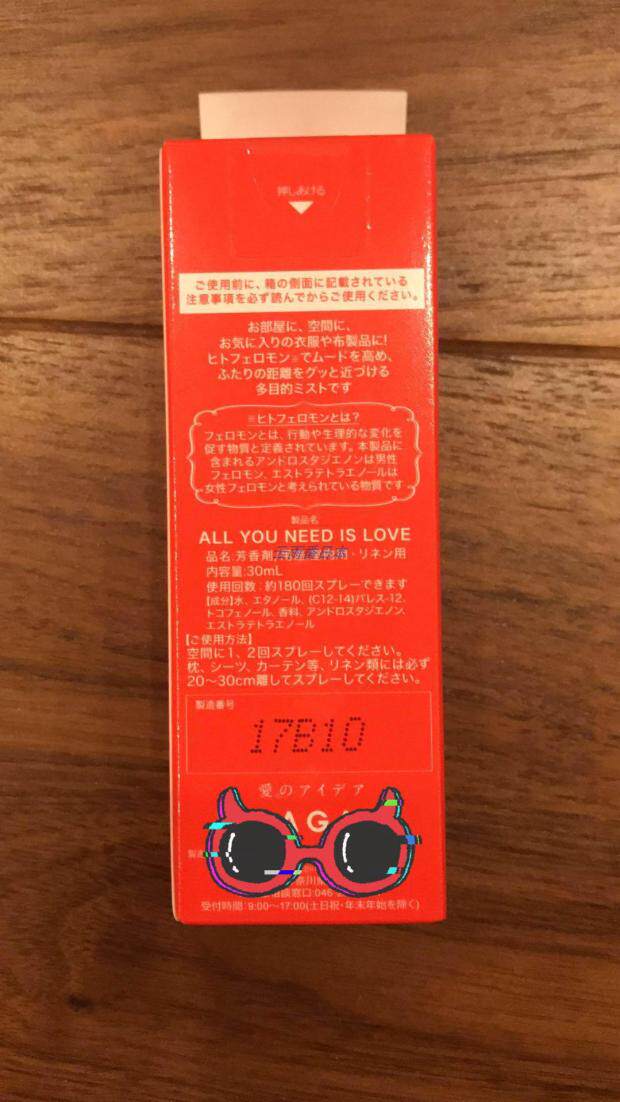 押しあける
ご使用前に、箱の側面に記載されている
注意事項を必ず読んでからご使用ください。
お部屋に、空間に、
お気に入りの衣服や布製品に!
ヒトフェロモン※でムードを高め、
ふたりの距離をグッと近づける
多目的ミストです
※ヒトフェロモンとは?
フェロモンとは、行動や生理的な変化を
促す物質と定義されています。本製品に
含まれるアンドロスタジエノンは男性
フェロモン、エストラテトラエノールは
女性フェロモンと考えられている物質です
製品名
ALL YOU NEED IS LOVE
品名:芳香剤 ・リネン用
内容量:30mL
使用回数:約180回スプレーできます
【成分】水、エタノール、(C12-14)パレス-12、
トコフェノール、香料、アンドロスタジエノン、
エストラテトラエノール
【ご使用方法】
空間に1、2回スプレーしてください。
枕、シーツ、カーテン等、リネン類には必ず
20〜30cm離してスプレーしてください。
製造番号
17B10
愛のアイデア
AG
奈川県
相談窓口:046
受付時間:9:00〜17:00(土日祝・年末年始を除く)